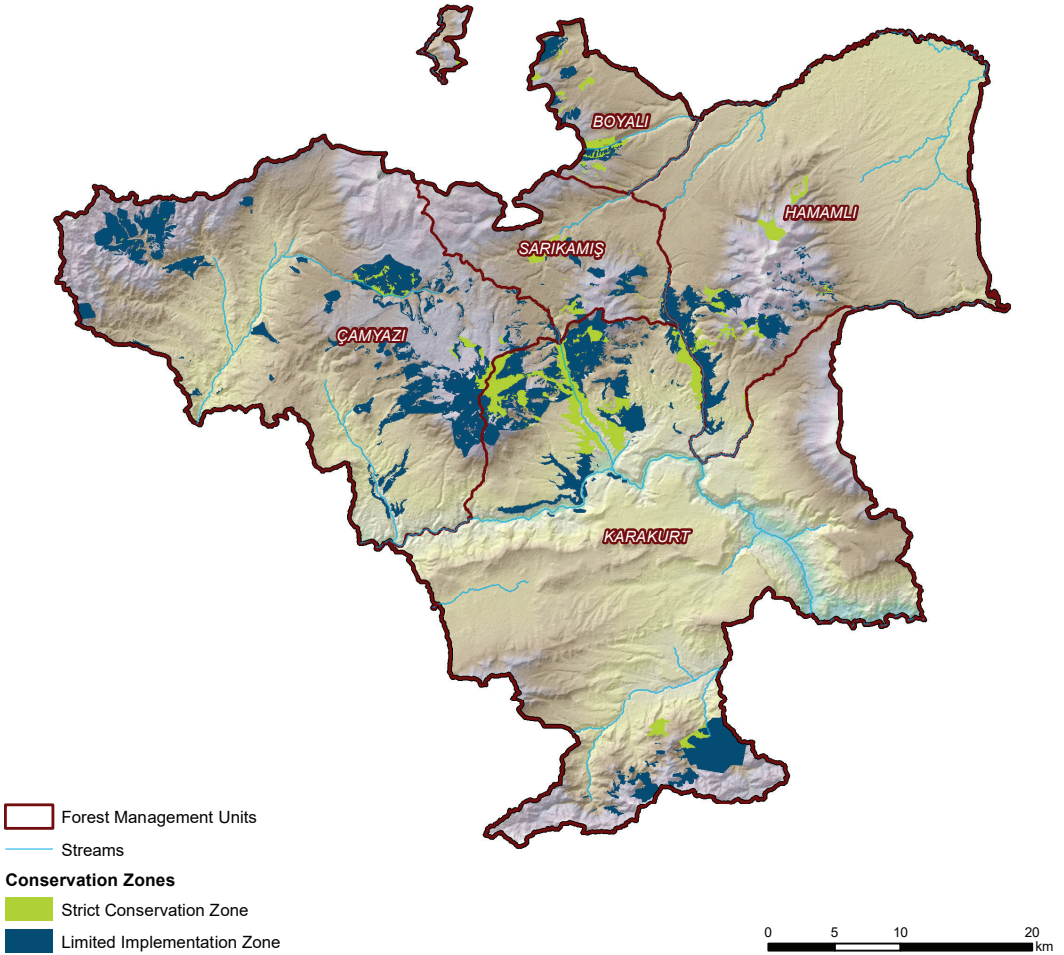 BOYALI
HAMAMLI
SARIKAMIŞ
ÇAMYAZI
KARAKURT
Forest Management Units
Streams
Conservation Zones
Strict Conservation Zone
Limited Implementation Zone
0 5 10 20
km